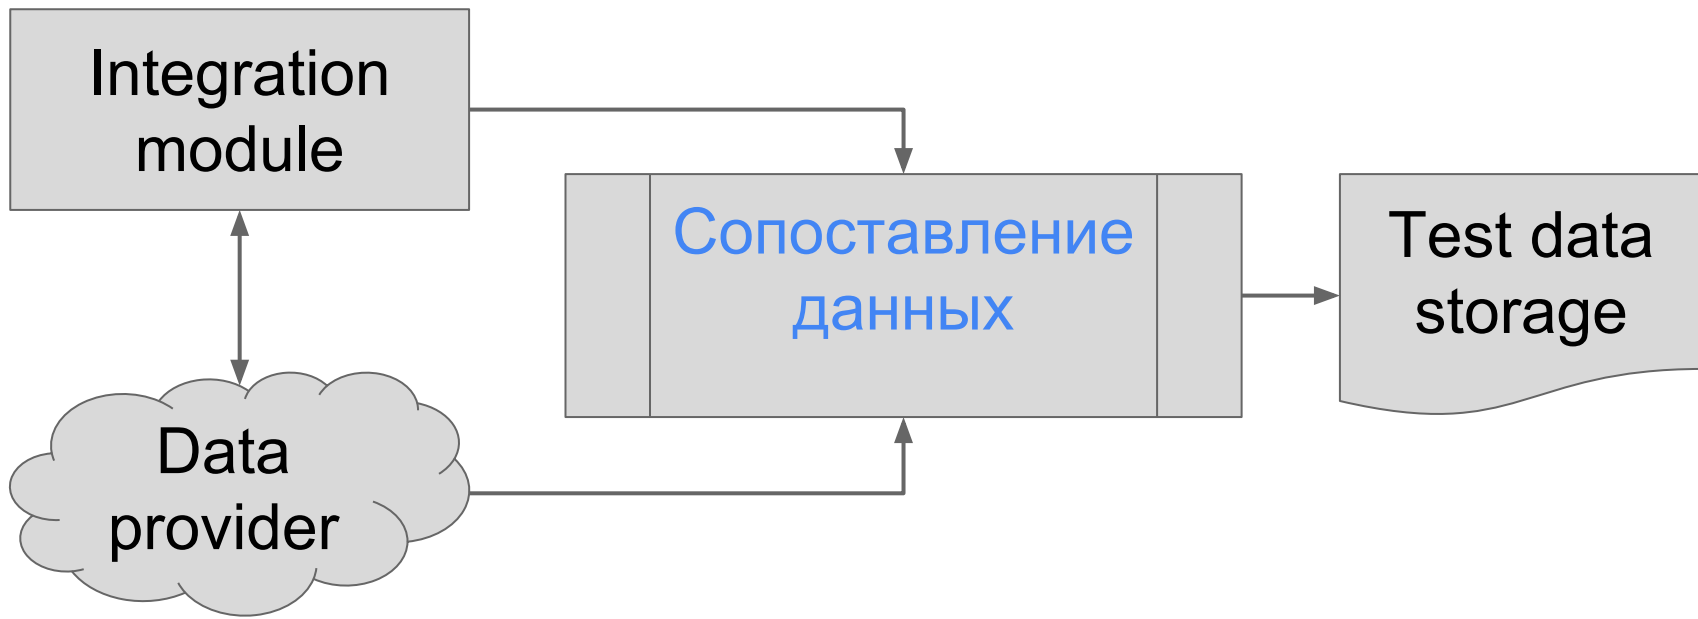 Integration
module
Сопоставление
данных
Test data
storage
Data
provider